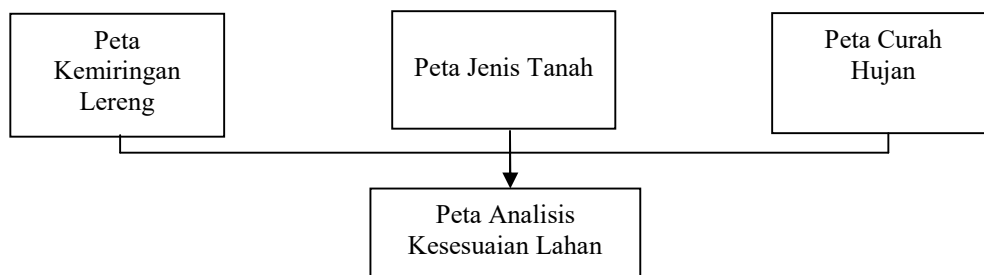 Peta
Kemiringan
Lereng
Peta Jenis Tanah
Peta Curah
Hujan
Peta Analisis
Kesesuaian Lahan